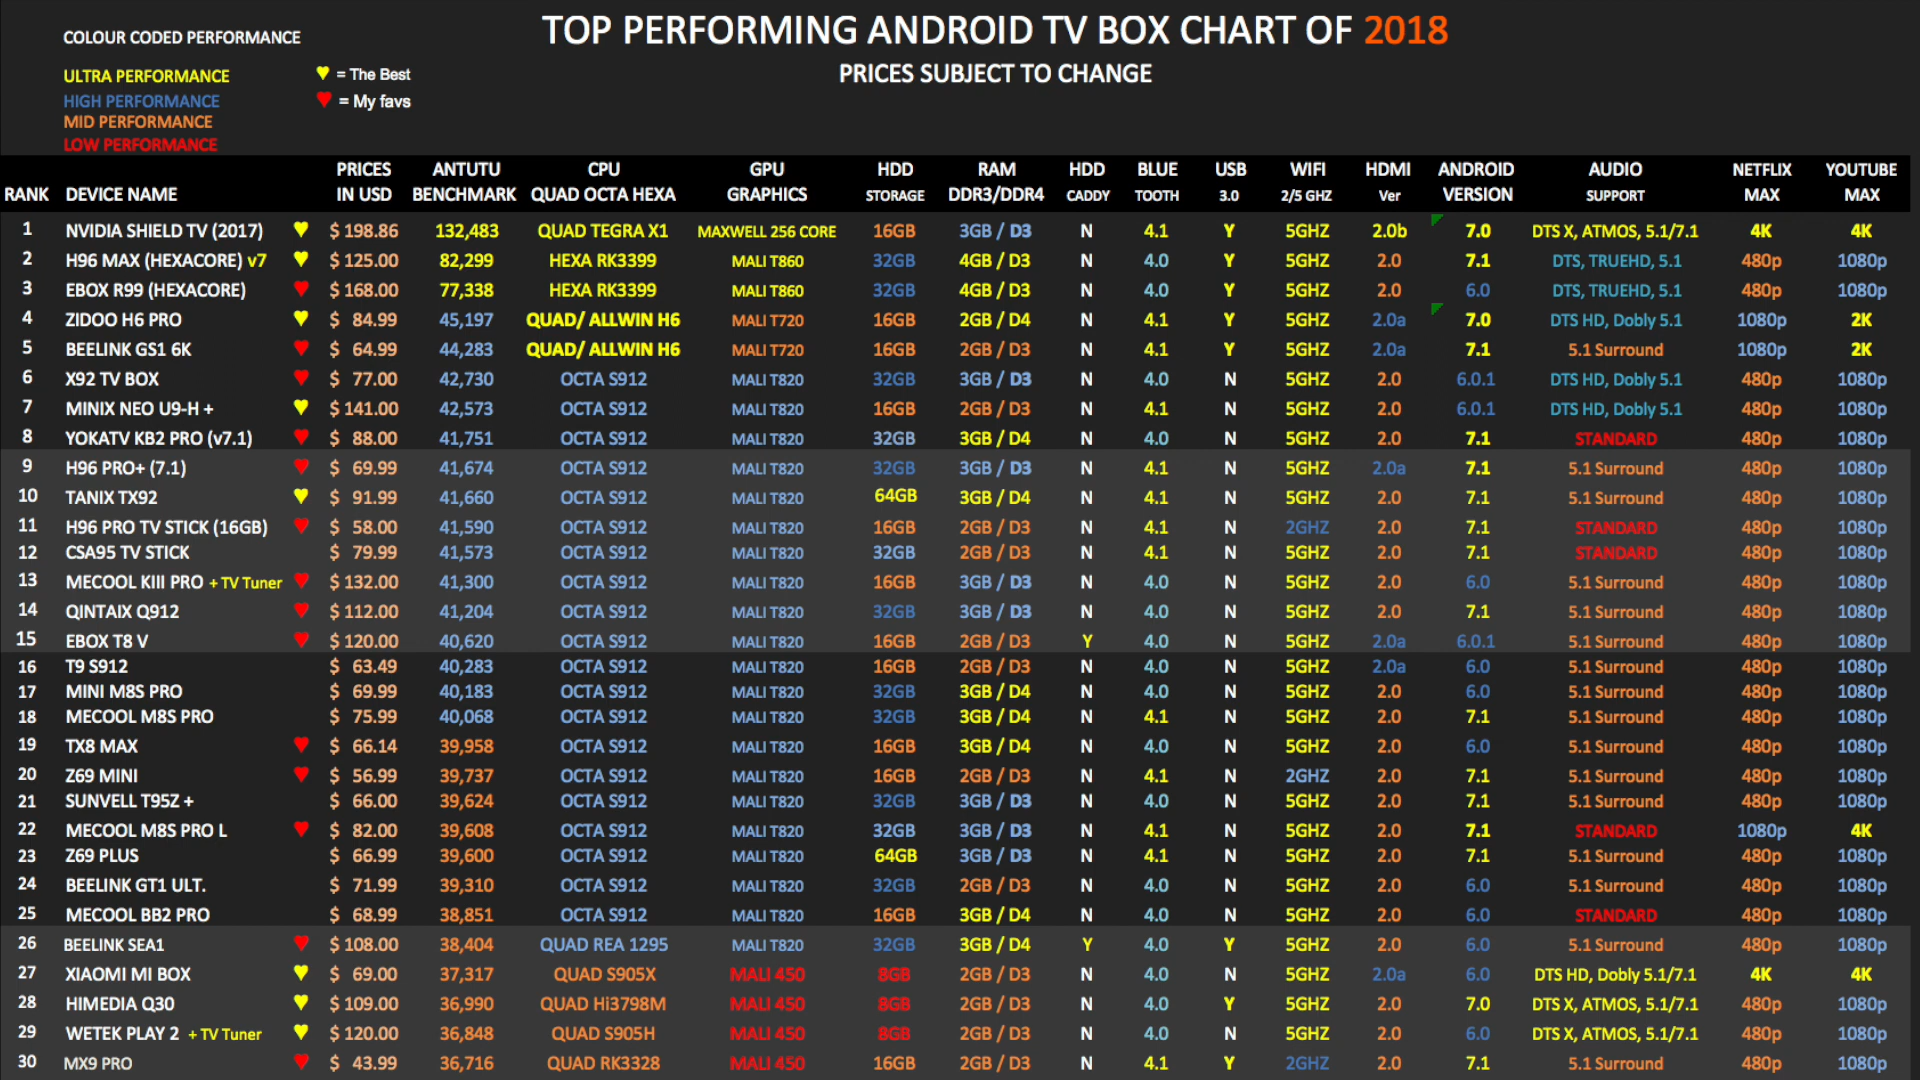 TOP PERFORMING ANDROID TV BOX CHART OF 2018
PRICES SUBJECT TO CHANGE
COLOUR CODED PERFORMANCE
ULTRA PERFORMANCE = The Best
HIGH PERFORMANCE = My favs
MID PERFORMANCE
LOW PERFORMANCE
PRICES ANTUTU CPU GPU HDD RAM HDD BLUE USB WIFI HDMI ANDROID AUDIO NETFLIX YOUTUBE
RANK DEVICE NAME IN USD BENCHMARK QUAD OCTA HEXA GRAPHICS STORAGE DDR3/DDR4 CADDY TOOTH 3.0 2/5 GHZ Ver VERSION SUPPORT MAX MAX
1 NVIDIA SHIELD TV (2017) $ 198.86 132,483 QUAD TEGRA X1 MAXWELL 256 CORE 16GB 3GB / D3 N 4.1 Y 5GHZ 2.0b 7.0 DTS X, ATMOS, 5.1/7.1 4K 4K
2 H96 MAX (HEXACORE) v7 $ 125.00 82,299 HEXA RK3399 MALI T860 32GB 4GB / D3 N 4.0 Y 5GHZ 2.0 7.1 DTS, TRUEHD, 5.1 480p 1080p
3 EBOX R99 (HEXACORE) $ 168.00 77,338 HEXA RK3399 MALI T860 32GB 4GB / D3 N 4.0 Y 5GHZ 2.0 6.0 DTS, TRUEHD, 5.1 480p 1080p
4 ZIDOO H6 PRO $ 84.99 45,197 QUAD/ ALLWIN H6 MALI T720 16GB 2GB / D4 N 4.1 Y 5GHZ 2.0a 7.0 DTS HD, Dobly 5.1 1080p 2K
5 BEELINK GS1 6K $ 64.99 44,283 QUAD/ ALLWIN H6 MALI T720 16GB 2GB / D3 N 4.1 Y 5GHZ 2.0a 7.1 5.1 Surround 1080p 2K
6 X92 TV BOX $ 77.00 42,730 OCTA S912 MALI T820 32GB 3GB / D3 N 4.0 N 5GHZ 2.0 6.0.1 DTS HD, Dobly 5.1 480p 1080p
7 MINIX NEO U9-H + $ 141.00 42,573 OCTA S912 MALI T820 16GB 2GB / D3 N 4.1 N 5GHZ 2.0 6.0.1 DTS HD, Dobly 5.1 480p 1080p
8 YOKATV KB2 PRO (v7.1) $ 88.00 41,751 OCTA S912 MALI T820 32GB 3GB / D4 N 4.0 N 5GHZ 2.0 7.1 STANDARD 480p 1080p
9 H96 PRO+ (7.1) $ 69.99 41,674 OCTA S912 MALI T820 32GB 3GB / D3 N 4.1 N 5GHZ 2.0a 7.1 5.1 Surround 480p 1080p
10 TANIX TX92 $ 91.99 41,660 OCTA S912 MALI T820 64GB 3GB / D4 N 4.1 N 5GHZ 2.0 7.1 5.1 Surround 480p 1080p
11 H96 PRO TV STICK (16GB) $ 58.00 41,590 OCTA S912 MALI T820 16GB 2GB / D3 N 4.1 N 2GHZ 2.0 7.1 STANDARD 480p 1080p
12 CSA95 TV STICK $ 79.99 41,573 OCTA S912 MALI T820 32GB 2GB / D3 N 4.1 N 5GHZ 2.0 7.1 STANDARD 480p 1080p
13 MECOOL KIII PRO + TV Tuner $ 132.00 41,300 OCTA S912 MALI T820 16GB 3GB / D3 N 4.0 N 5GHZ 2.0 6.0 5.1 Surround 480p 1080p
14 QINTAIX Q912 $ 112.00 41,204 OCTA S912 MALI T820 32GB 3GB / D3 N 4.0 N 5GHZ 2.0 7.1 5.1 Surround 480p 1080p
15 EBOX T8 V $ 120.00 40,620 OCTA S912 MALI T820 16GB 2GB / D3 Y 4.0 N 5GHZ 2.0a 6.0.1 5.1 Surround 480p 1080p
16 T9 S912 $ 63.49 40,283 OCTA S912 MALI T820 16GB 2GB / D3 N 4.0 N 5GHZ 2.0a 6.0 5.1 Surround 480p 1080p
17 MINI M8S PRO $ 69.99 40,183 OCTA S912 MALI T820 32GB 3GB / D4 N 4.0 N 5GHZ 2.0 6.0 5.1 Surround 480p 1080p
18 MECOOL M8S PRO $ 75.99 40,068 OCTA S912 MALI T820 32GB 3GB / D4 N 4.1 N 5GHZ 2.0 7.1 5.1 Surround 480p 1080p
19 TX8 MAX $ 66.14 39,958 OCTA S912 MALI T820 16GB 3GB / D4 N 4.0 N 5GHZ 2.0 6.0 5.1 Surround 480p 1080p
20 Z69 MINI $ 56.99 39,737 OCTA S912 MALI T820 16GB 2GB / D3 N 4.1 N 2GHZ 2.0 7.1 5.1 Surround 480p 1080p
21 SUNVELL T95Z + $ 66.00 39,624 OCTA S912 MALI T820 32GB 3GB / D3 N 4.0 N 5GHZ 2.0 7.1 5.1 Surround 480p 1080p
22 MECOOL M8S PRO L $ 82.00 39,608 OCTA S912 MALI T820 32GB 3GB / D3 N 4.1 N 5GHZ 2.0 7.1 STANDARD 1080p 4K
23 Z69 PLUS $ 66.99 39,600 OCTA S912 MALI T820 64GB 3GB / D3 N 4.1 N 5GHZ 2.0 7.1 5.1 Surround 480p 1080p
24 BEELINK GT1 ULT. $ 71.99 39,310 OCTA S912 MALI T820 32GB 2GB / D3 N 4.0 N 5GHZ 2.0 6.0 5.1 Surround 480p 1080p
25 MECOOL BB2 PRO $ 68.99 38,851 OCTA S912 MALI T820 16GB 3GB / D4 N 4.0 N 5GHZ 2.0 6.0 STANDARD 480p 1080p
26 BEELINK SEA1 $ 108.00 38,404 QUAD REA 1295 MALI T820 32GB 3GB / D4 Y 4.0 Y 5GHZ 2.0 6.0 5.1 Surround 480p 1080p
27 XIAOMI MI BOX $ 69.00 37,317 QUAD S905X MALI 450 8GB 2GB / D3 N 4.0 N 5GHZ 2.0a 6.0 DTS HD, Dobly 5.1/7.1 4K 4K
28 HIMEDIA Q30 $ 109.00 36,990 QUAD Hi3798M MALI 450 8GB 2GB / D3 N 4.0 Y 5GHZ 2.0 7.0 DTS X, ATMOS, 5.1/7.1 480p 1080p
29 WETEK PLAY 2 + TV Tuner $ 120.00 36,848 QUAD S905H MALI 450 8GB 2GB / D3 N 4.0 N 5GHZ 2.0 6.0 DTS X, ATMOS, 5.1/7.1 480p 1080p
30 MX9 PRO $ 43.99 36,716 QUAD RK3328 MALI 450 16GB 2GB / D3 N 4.1 Y 2GHZ 2.0 7.1 5.1 Surround 480p 1080p